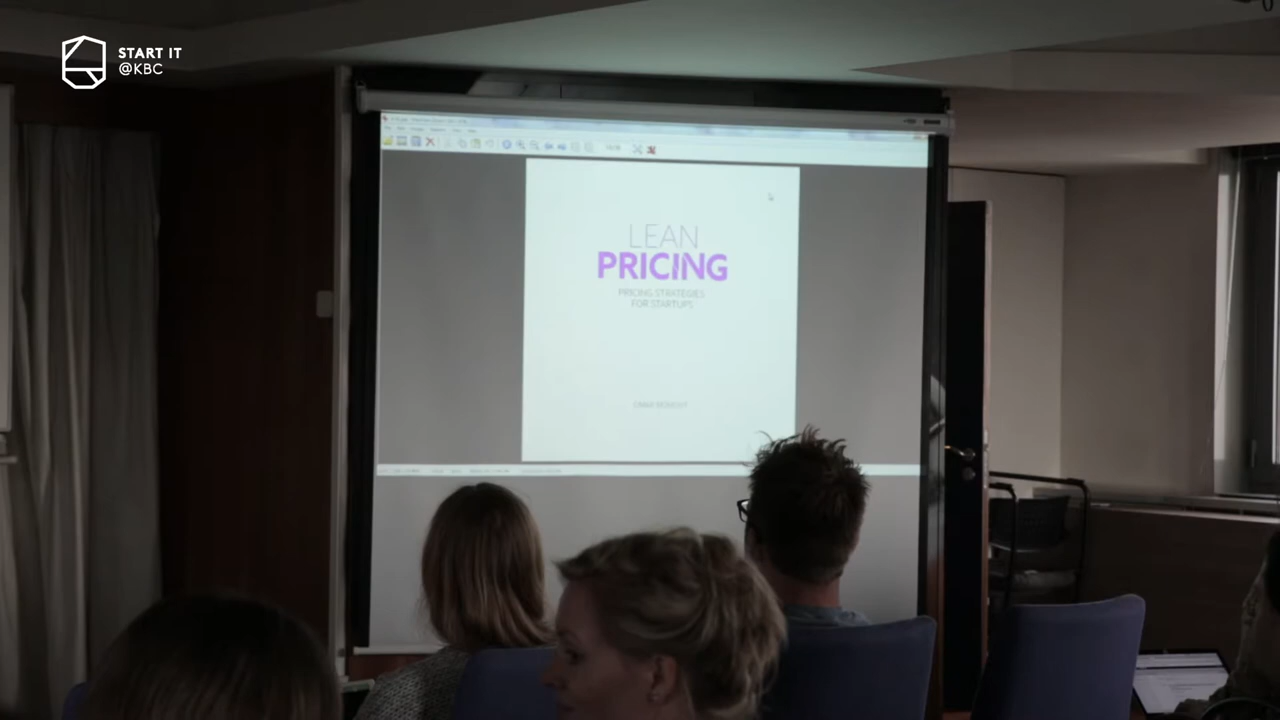 START IT
@KBC
LEAN
PRICING
PRICING STRATEGIES
FOR STARTUPS